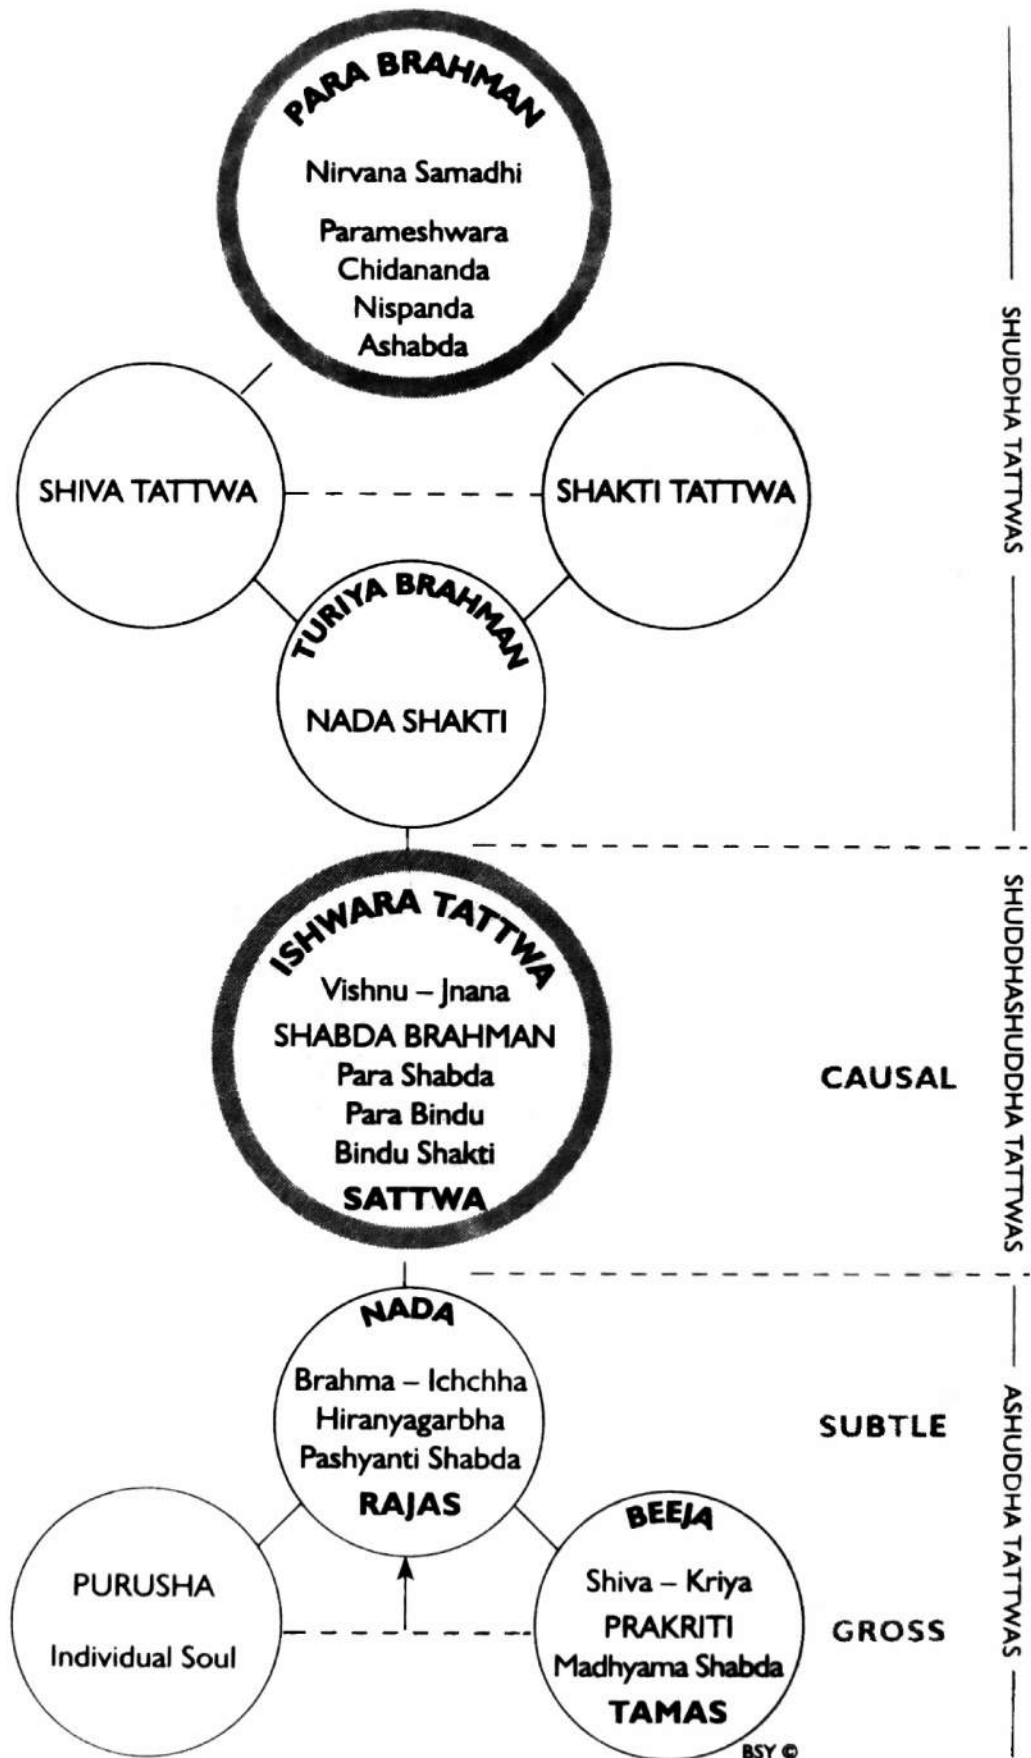 PARA BRAHMAN
Nirvana Samadhi
Parameshwara
Chidananda
Nispanda
Ashabda
SHIVA TATTWA
SHAKTI TATTWA
TURIYA BRAHMAN
NADA SHAKTI
SHUDDHA TATTWAS
ISHWARA TATTWA
Vishnu – Jnana
SHABDA BRAHMAN
Para Shabda
Para Bindu
Bindu Shakti
SATTWA
CAUSAL
SHUDDHASHUDDHA TATTWAS
NADA
Brahma – Ichchha
Hiranyagarbha
Pashyanti Shabda
RAJAS
SUBTLE
PURUSHA
Individual Soul
BEEJA
Shiva – Kriya
PRAKRITI
Madhyama Shabda
TAMAS
GROSS
ASHUDDHA TATTWAS
BSY ©